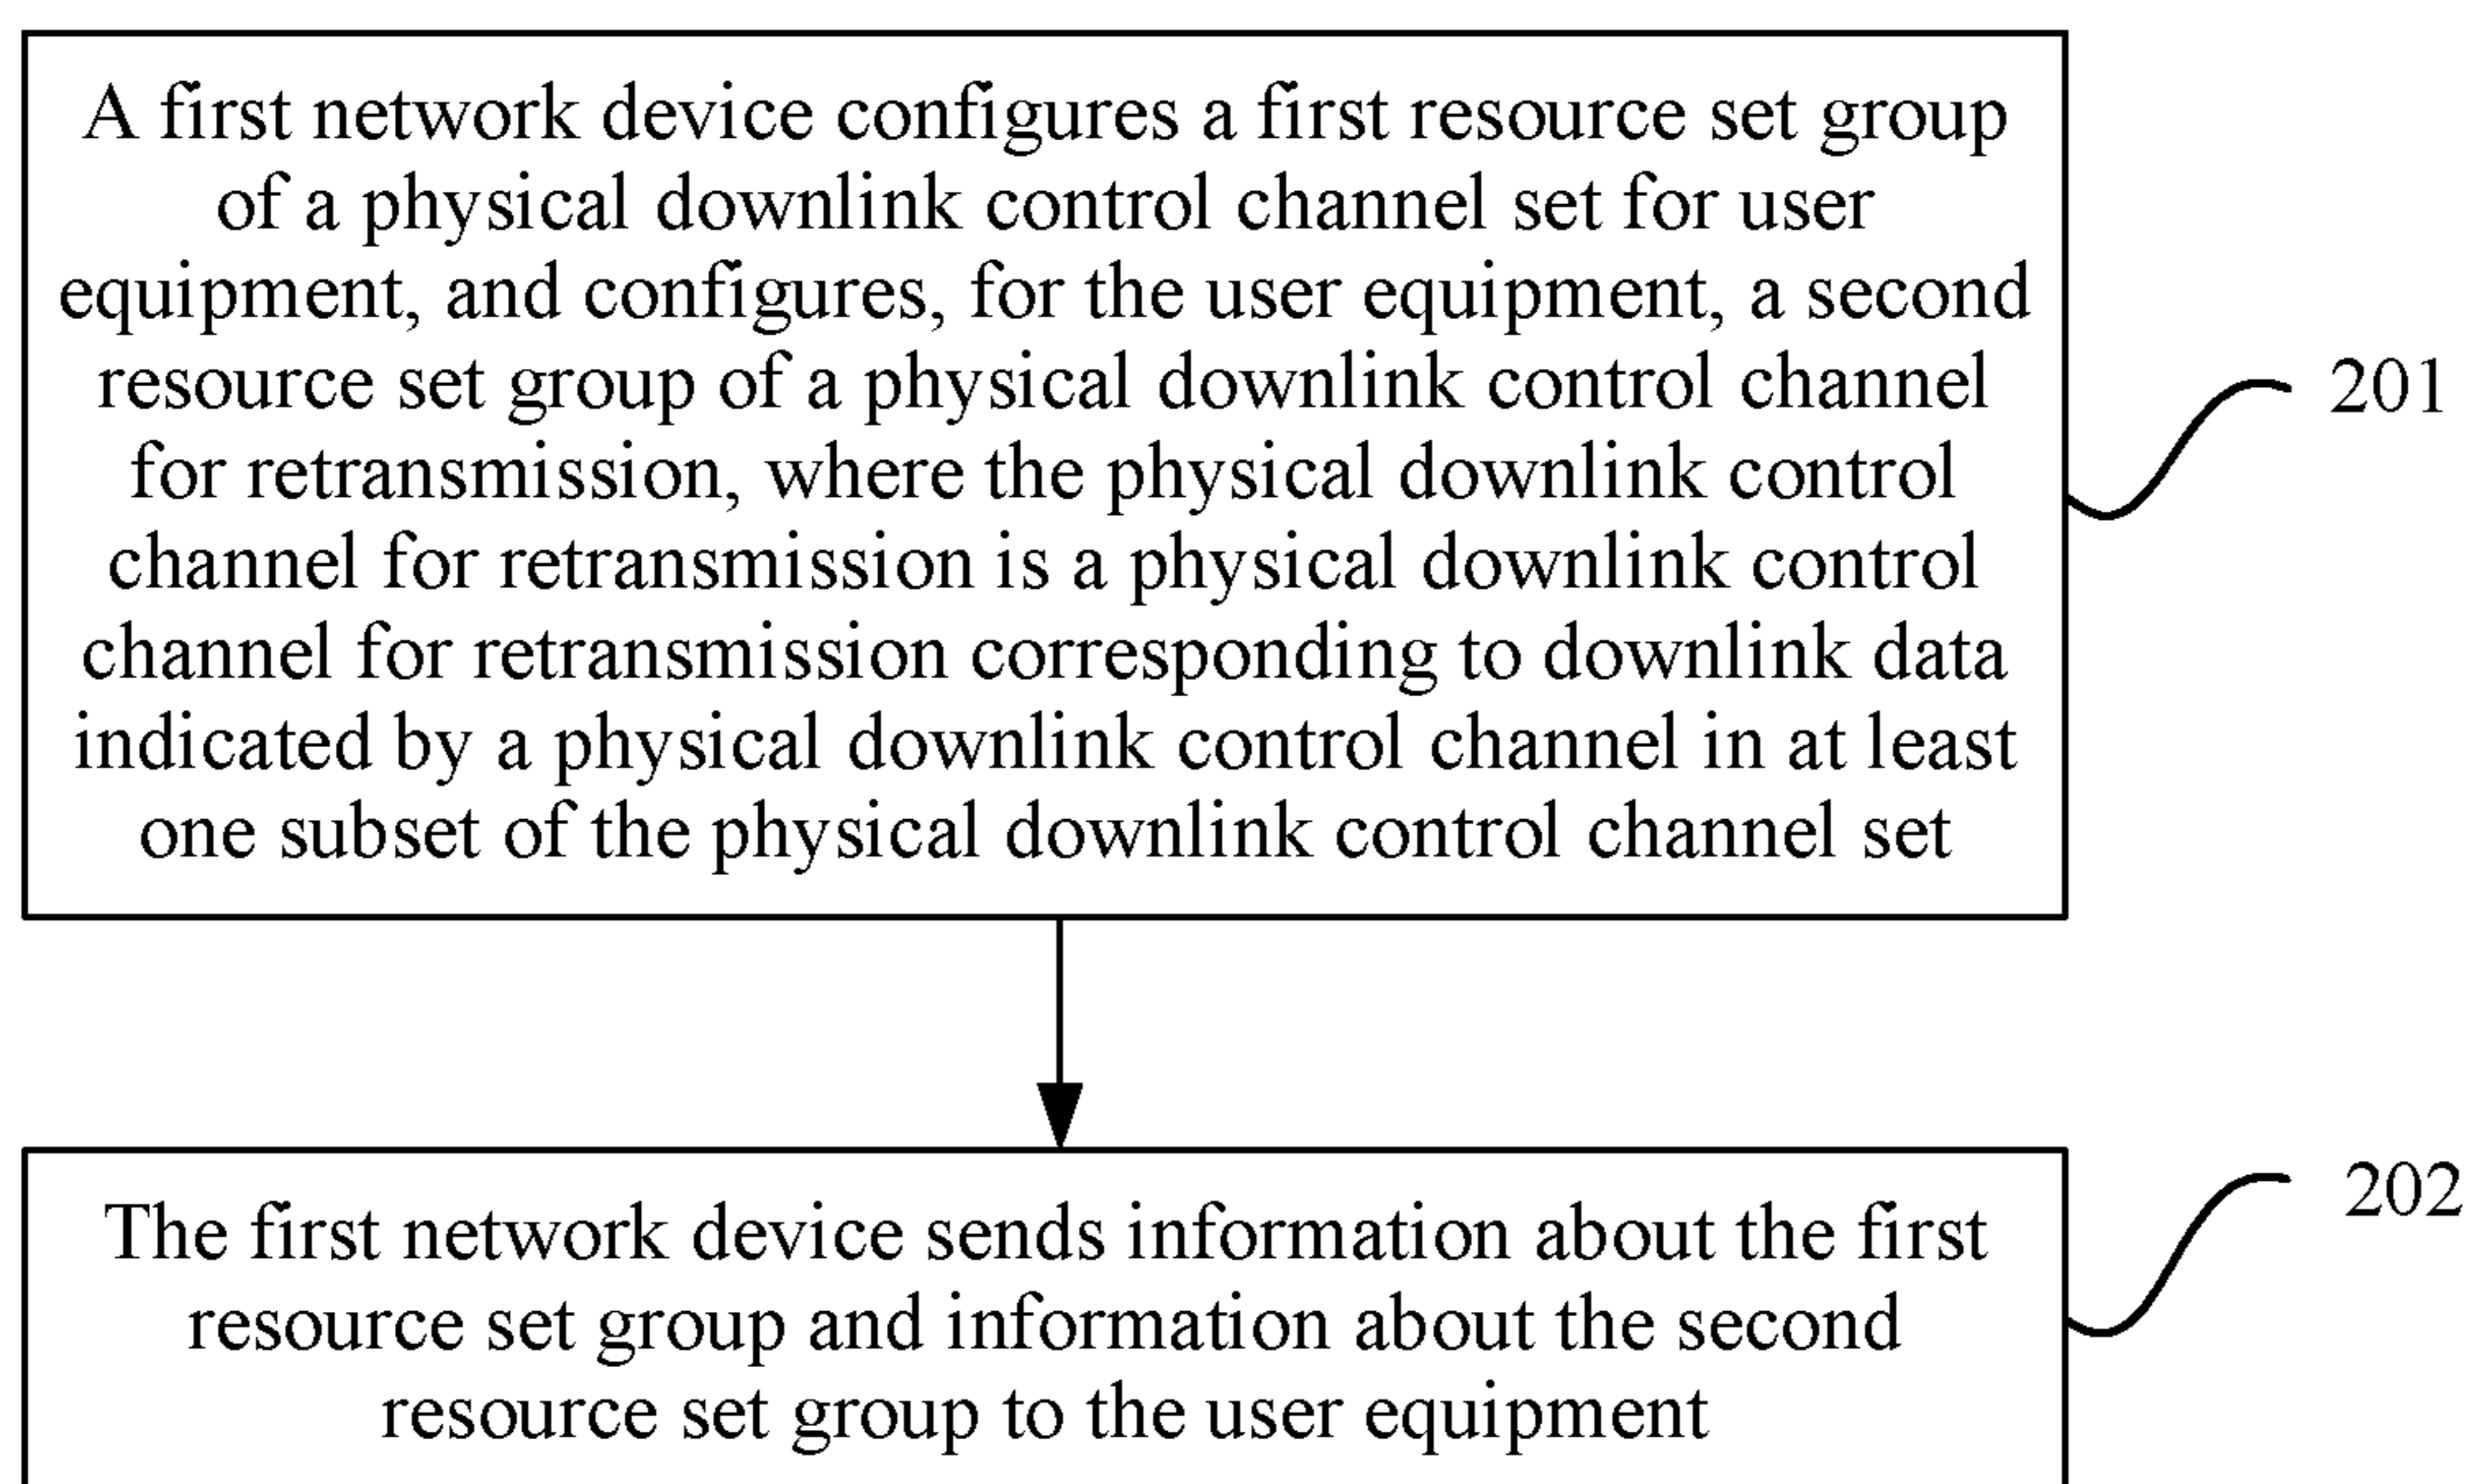 A first network device configures a first resource set group
of a physical downlink control channel set for user
equipment, and configures, for the user equipment, a second
resource set group of a physical downlink control channel
for retransmission, where the physical downlink control
channel for retransmission is a physical downlink control
channel for retransmission corresponding to downlink data
indicated by a physical downlink control channel in at least
one subset of the physical downlink control channel set
201
The first network device sends information about the first
resource set group and information about the second
resource set group to the user equipment
202